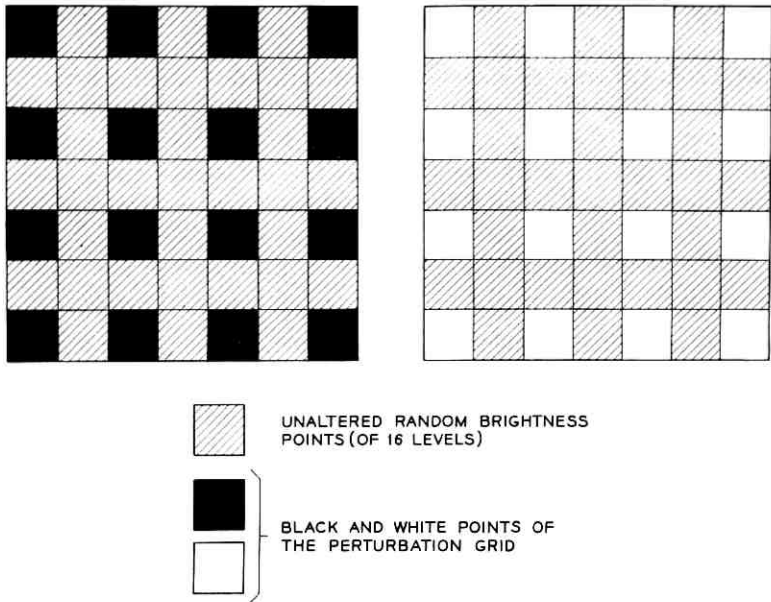 UNALTERED RANDOM BRIGHTNESS
POINTS (OF 16 LEVELS)
BLACK AND WHITE POINTS OF
THE PERTURBATION GRID